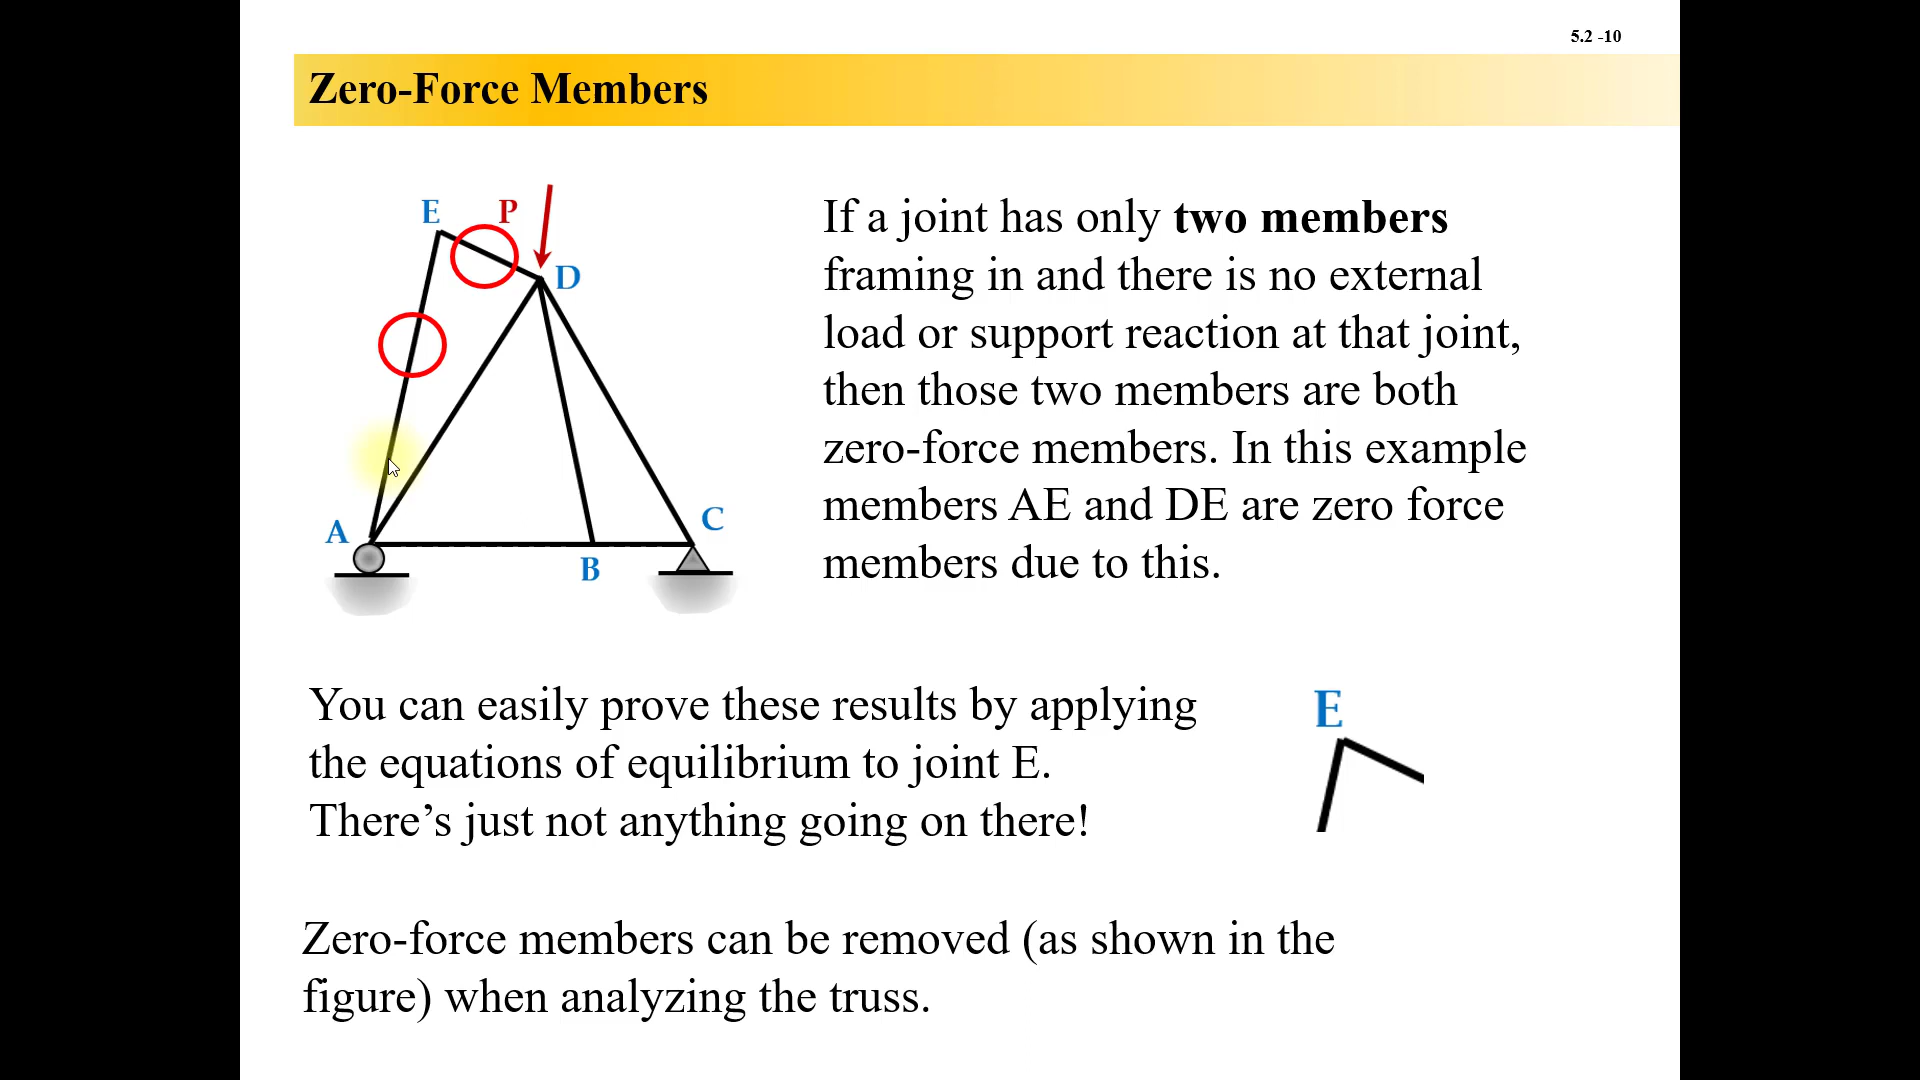 5.2 -10
Zero-Force Members
E
P
D
A
B
C
If a joint has only two members
framing in and there is no external
load or support reaction at that joint,
then those two members are both
zero-force members. In this example
members AE and DE are zero force
members due to this.
You can easily prove these results by applying
the equations of equilibrium to joint E.
There’s just not anything going on there!
E
Zero-force members can be removed (as shown in the
figure) when analyzing the truss.